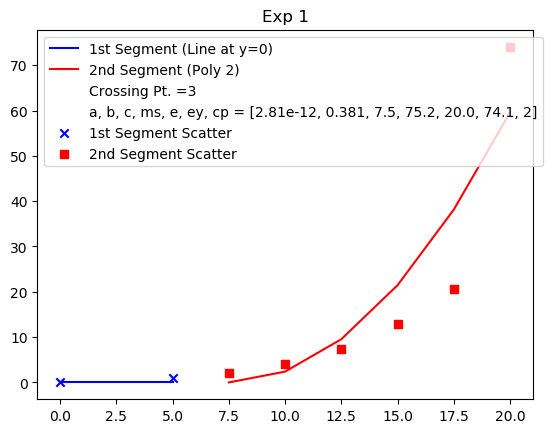 Exp 1
1st Segment (Line at y=0)
2nd Segment (Poly 2)
Crossing Pt. =3
a, b, c, ms, e, ey, cp = [2.81e-12, 0.381, 7.5, 75.2, 20.0, 74.1, 2]
1st Segment Scatter
2nd Segment Scatter
70
60
50
40
30
20
10
0
0.0 2.5 5.0 7.5 10.0 12.5 15.0 17.5 20.0